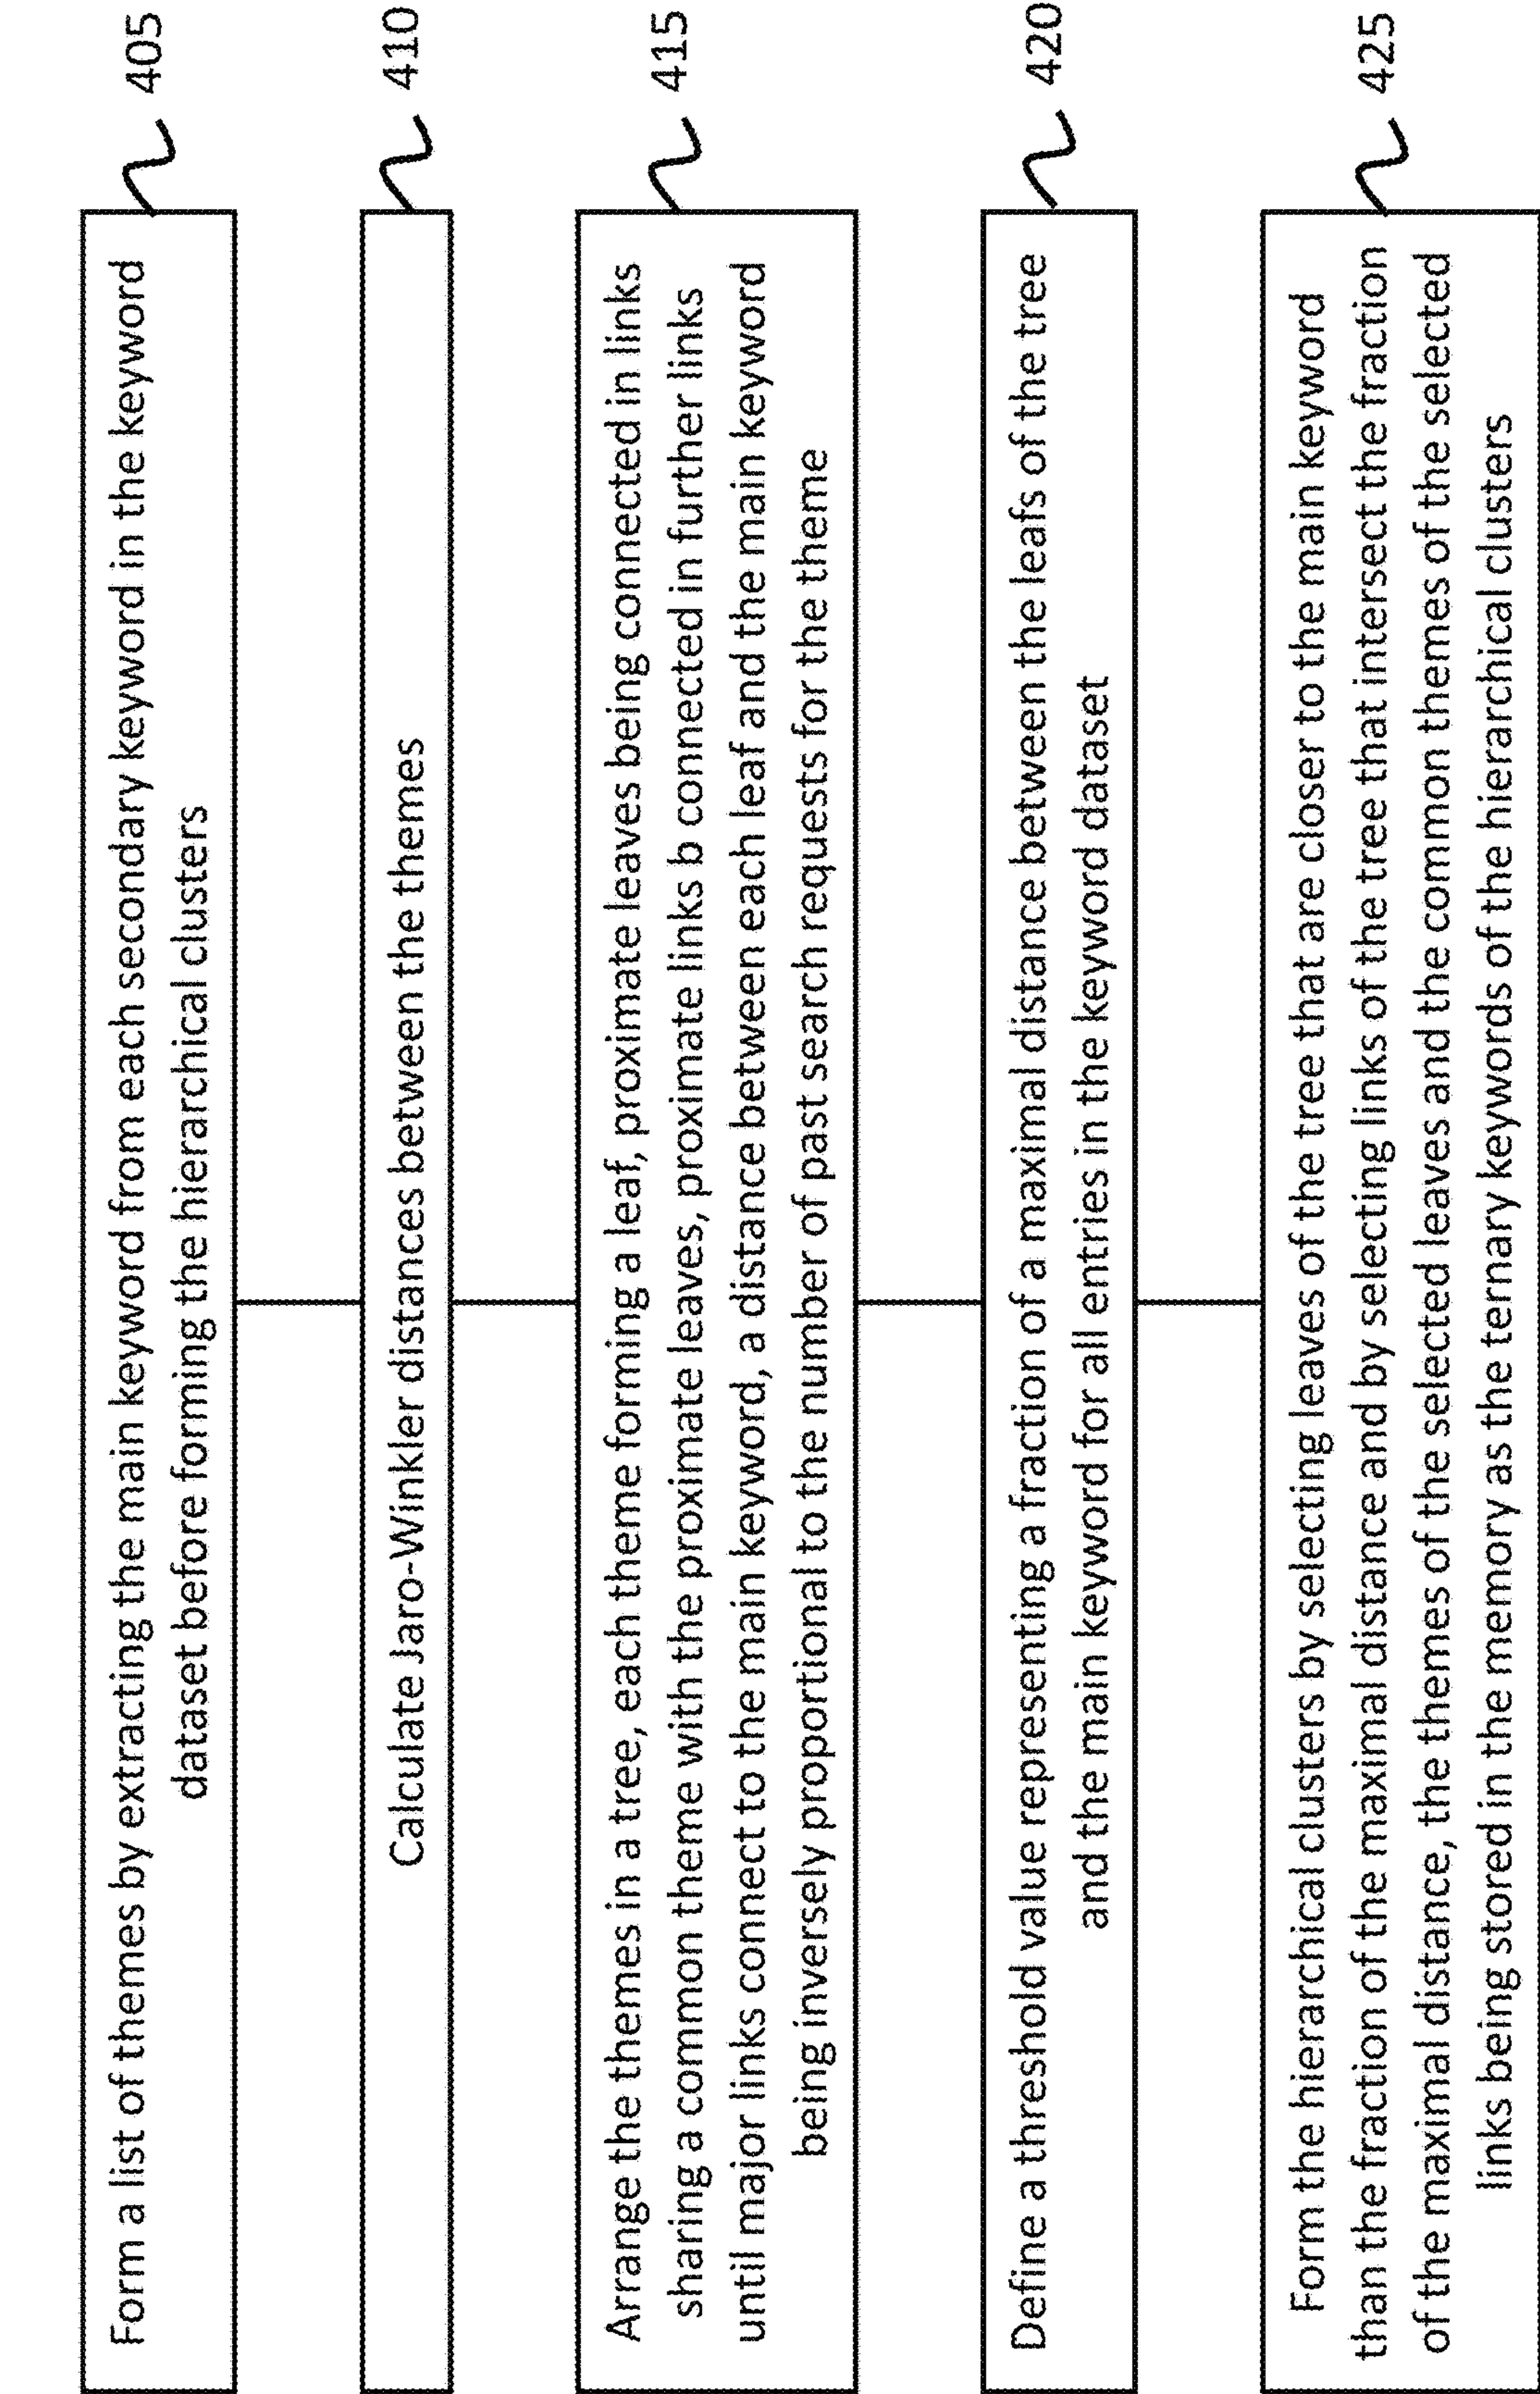 Form a list of themes by extracting the main keyword from each secondary keyword in the keyword
dataset before forming the hierarchical clusters
405
Calculate Jaro-Winkler distances between the themes
410
Arrange the themes in a tree, each theme forming a leaf, proximate leaves being connected in links
sharing a common theme with the proximate leaves, proximate links b connected in further links
until major links connect to the main keyword, a distance between each leaf and the main keyword
being inversely proportional to the number of past search requests for the theme
415
Define a threshold value representing a fraction of a maximal distance between the leafs of the tree
and the main keyword for all entries in the keyword dataset
420
Form the hierarchical clusters by selecting leaves of the tree that are closer to the main keyword
than the fraction of the maximal distance and by selecting links of the tree that intersect the fraction
of the maximal distance, the themes of the selected leaves and the common themes of the selected
links being stored in the memory as the ternary keywords of the hierarchical clusters
425